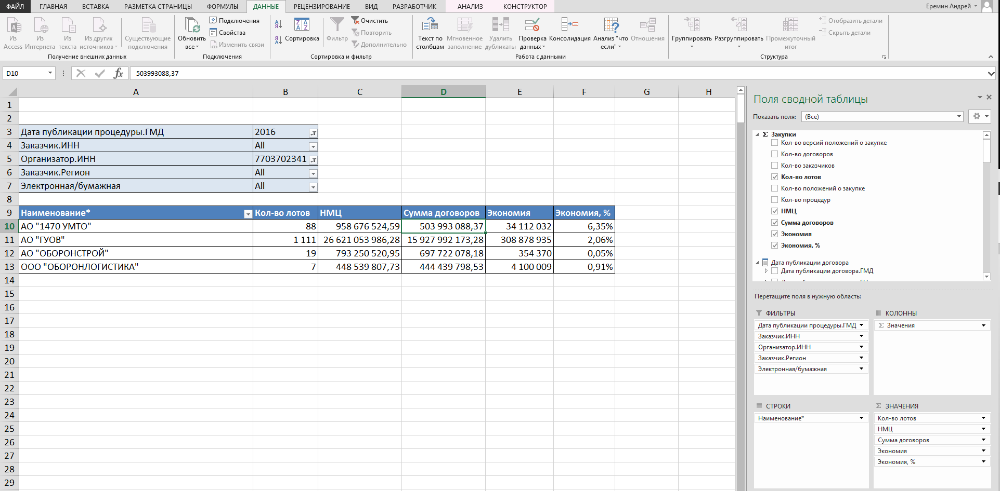 ФАЙЛ ГЛАВНАЯ ВСТАВКА РАЗМЕТКА СТРАНИЦЫ ФОРМУЛЫ ДАННЫЕ РЕЦЕНЗИРОВАНИЕ ВИД РАЗРАБОТЧИК АНАЛИЗ КОНСТРУКТОР Еремин Андрей
Из Access
Из Интернета
Из текста
Из других источников
Существующие подключения
Получение внешних данных
Обновить все
Подключения
Свойства
Изменить связи
Подключения
Сортировка
Фильтр
Очистить
Повторить
Дополнительно
Сортировка и фильтр
Текст по столбцам
Мгновенное заполнение
Удалить дубликаты
Проверка данных
Консолидация
Анализ "что если"
Отношения
Работа с данными
Группировать
Разгруппировать
Промежуточный итог
Отобразить детали
Скрыть детали
Структура
D10 fx 503993088,37
A B C D E F G H
1
2
3 Дата публикации процедуры.ГМД 2016
4 Заказчик.ИНН All
5 Организатор.ИНН 7703702341
6 Заказчик.Регион All
7 Электронная/бумажная All
8
9 Наименование* Кол-во лотов НМЦ Сумма договоров Экономия Экономия, %
10 АО "1470 УМТО" 88 958 676 524,59 503 993 088,37 34 112 032 6,35%
11 АО "ГУОВ" 1 111 26 621 053 986,28 15 927 992 173,28 308 878 935 2,06%
12 АО "ОБОРОНСТРОЙ" 19 793 250 520,95 697 722 078,18 354 370 0,05%
13 ООО "ОБОРОНЛОГИСТИКА" 7 448 539 807,73 444 439 798,53 4 100 009 0,91%
14
15
16
17
18
19
20
21
22
23
24
25
26
27
28
29
Поля сводной таблицы
Показать поля: (Все)
Σ Закупки
Кол-во версий положений о закупке
Кол-во договоров
Кол-во заказчиков
Кол-во лотов
Кол-во положений о закупке
Кол-во процедур
НМЦ
Сумма договоров
Экономия
Экономия, %
Дата публикации договора
Дата публикации договора.ГМД
Перетащите поля в нужную область:
ФИЛЬТРЫ
Дата публикации процедуры.ГМД
Заказчик.ИНН
Организатор.ИНН
Заказчик.Регион
Электронная/бумажная
КОЛОННЫ
Σ Значения
СТРОКИ
Наименование*
Σ ЗНАЧЕНИЯ
Кол-во лотов
НМЦ
Сумма договоров
Экономия
Экономия, %